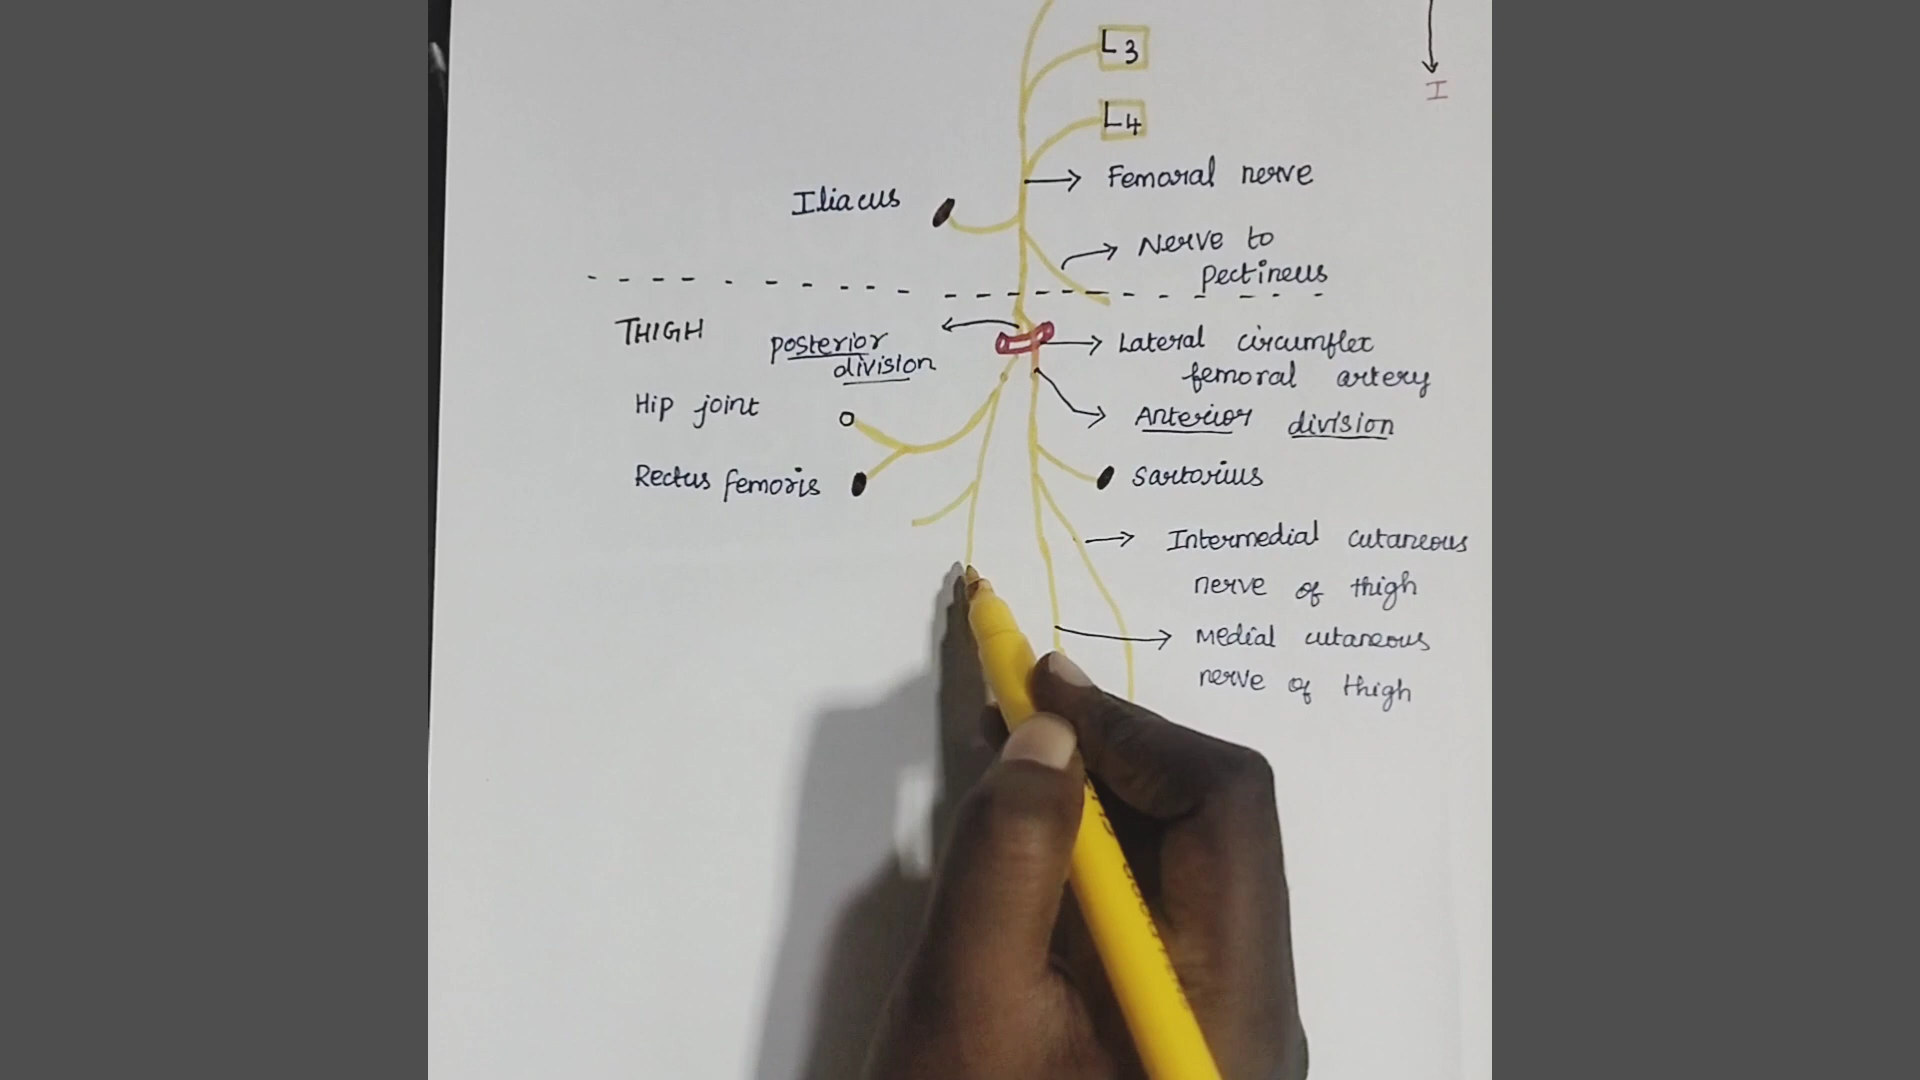 L3
L4
I
Femoral nerve
Iliacus
Nerve to
pectineus
THIGH
posterior
division
Lateral circumflex
femoral artery
Hip joint
Anterior division
Rectus femoris
Sartorius
Intermedial cutaneous
nerve of thigh
Medial cutaneous
nerve of thigh